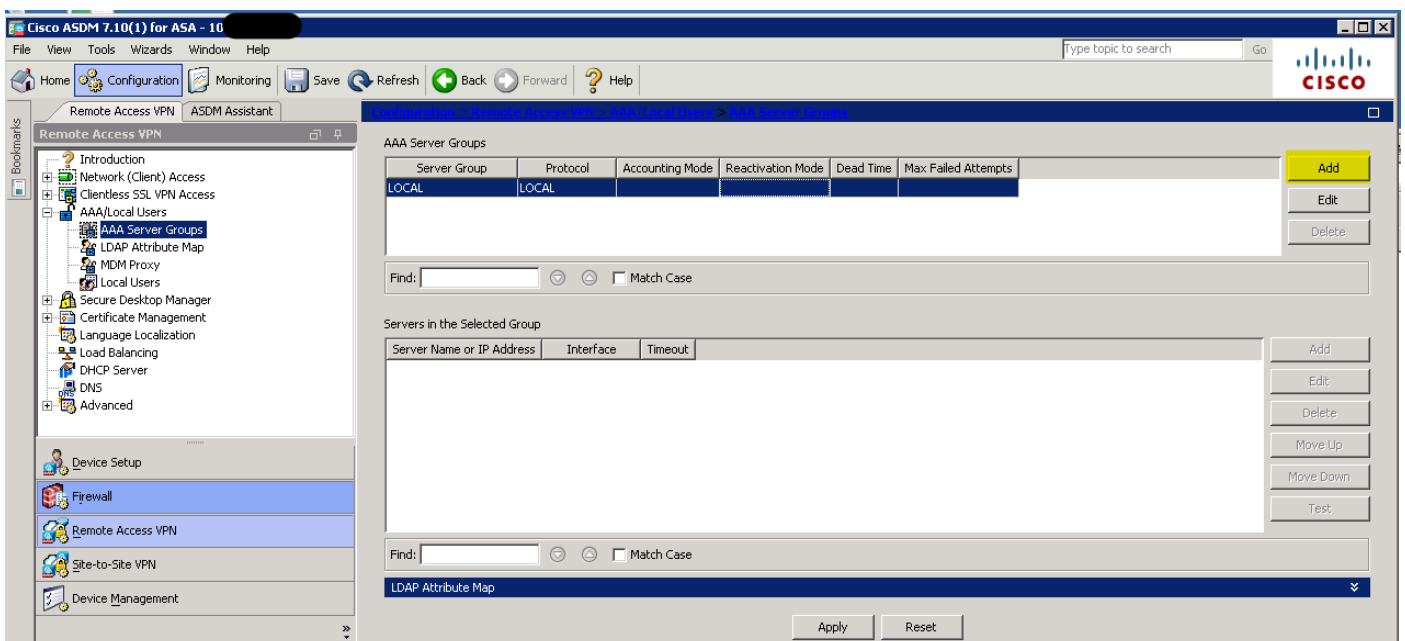 Cisco ASDM 7.10(1) for ASA - 10
File View Tools Wizards Window Help
Type topic to search Go
Home Configuration Monitoring Save Refresh Back Forward Help
CISCO
Bookmarks
Remote Access VPN ASDM Assistant
Configuration > Remote Access VPN > AAA/Local Users > AAA Server Groups
Remote Access VPN
Introduction
Network (Client) Access
Clientless SSL VPN Access
AAA/Local Users
AAA Server Groups
LDAP Attribute Map
MDM Proxy
Local Users
Secure Desktop Manager
Certificate Management
Language Localization
Load Balancing
DHCP Server
DNS
Advanced
Device Setup
Firewall
Remote Access VPN
Site-to-Site VPN
Device Management
AAA Server Groups
Server Group Protocol Accounting Mode Reactivation Mode Dead Time Max Failed Attempts
LOCAL LOCAL
Add
Edit
Delete
Find: Match Case
Servers in the Selected Group
Server Name or IP Address Interface Timeout
Add
Edit
Delete
Move Up
Move Down
Test
Find: Match Case
LDAP Attribute Map
Apply Reset